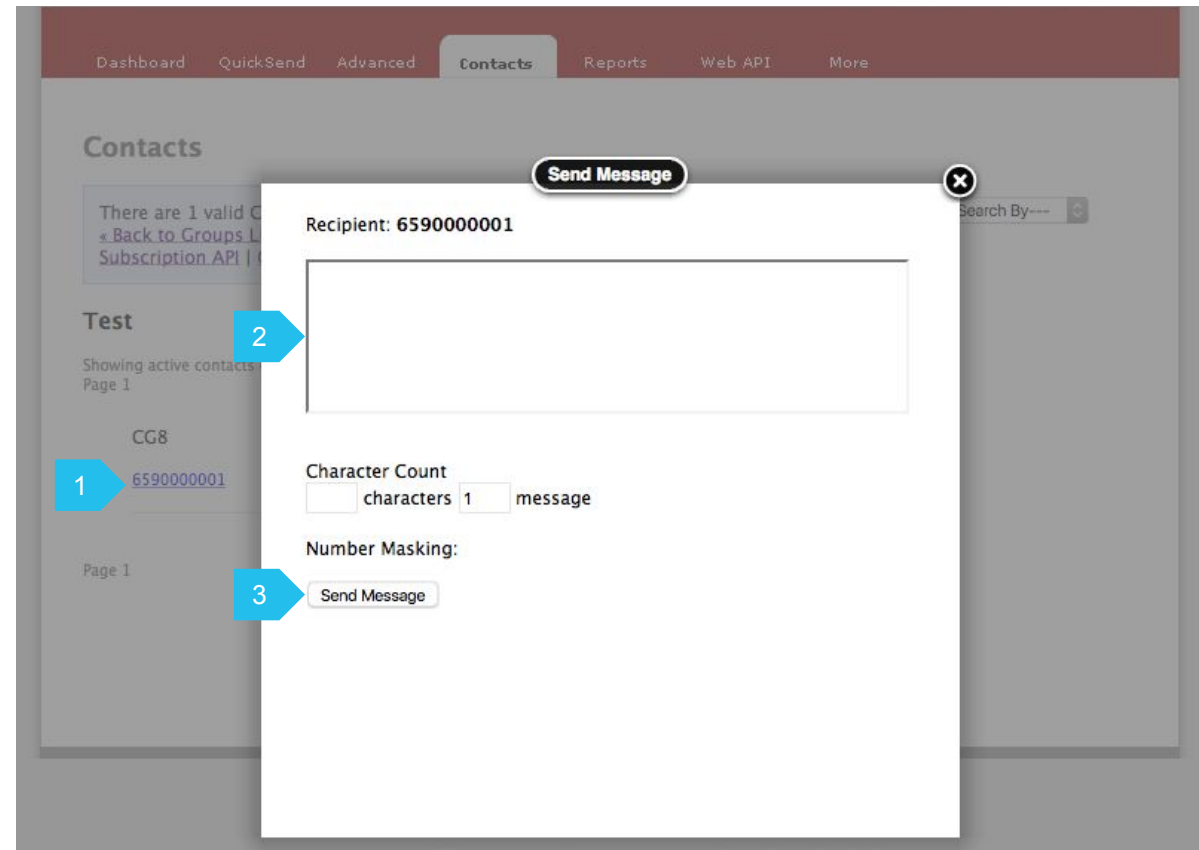 Dashboard QuickSend Advanced Contacts Reports Web API More
Contacts
Send Message
There are 1 valid C
« Back to Groups L
Subscription API |
Search By---
Recipient: 6590000001
Test
2
Showing active contacts
Page 1
CG8
1
6590000001
Character Count
characters 1 message
Number Masking:
Page 1
3
Send Message